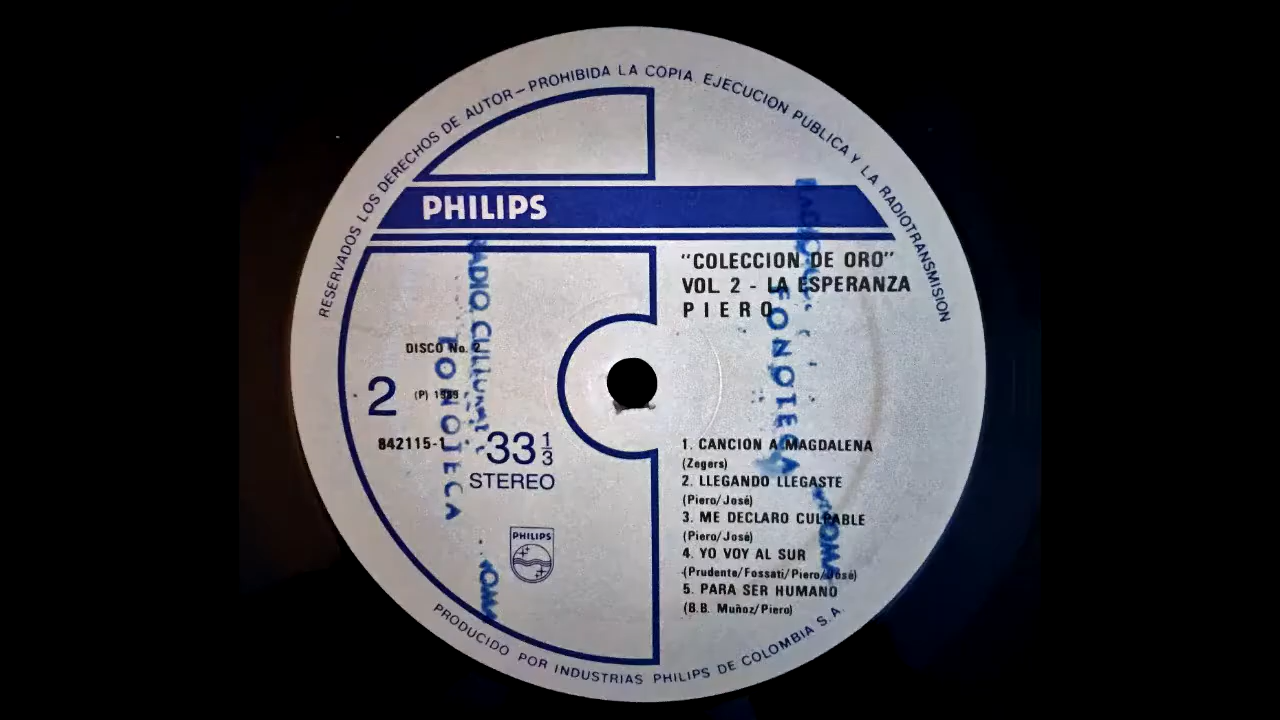 RESERVADOS LOS DERECHOS DE AUTOR – PROHIBIDA LA COPIA EJECUCION PUBLICA Y LA RADIOTRANSMISION
PHILIPS
"COLECCION DE ORO"
VOL. 2 - LA ESPERANZA
PIERO
DISCO No. 2
2
(P) 1989
842115-1
33 1/3
STEREO
PHILIPS
1. CANCION A MAGDALENA
(Zegers)
2. LLEGANDO LLEGASTE
(Piero/José)
3. ME DECLARO CULPABLE
(Piero/José)
4. YO VOY AL SUR
(Prudente/Fossati/Piero/José)
5. PARA SER HUMANO
(B.B. Muñoz/Piero)
PRODUCIDO POR INDUSTRIAS PHILIPS DE COLOMBIA S.A.
RADIO CULTURAL
FONOTECA
FONOTECA